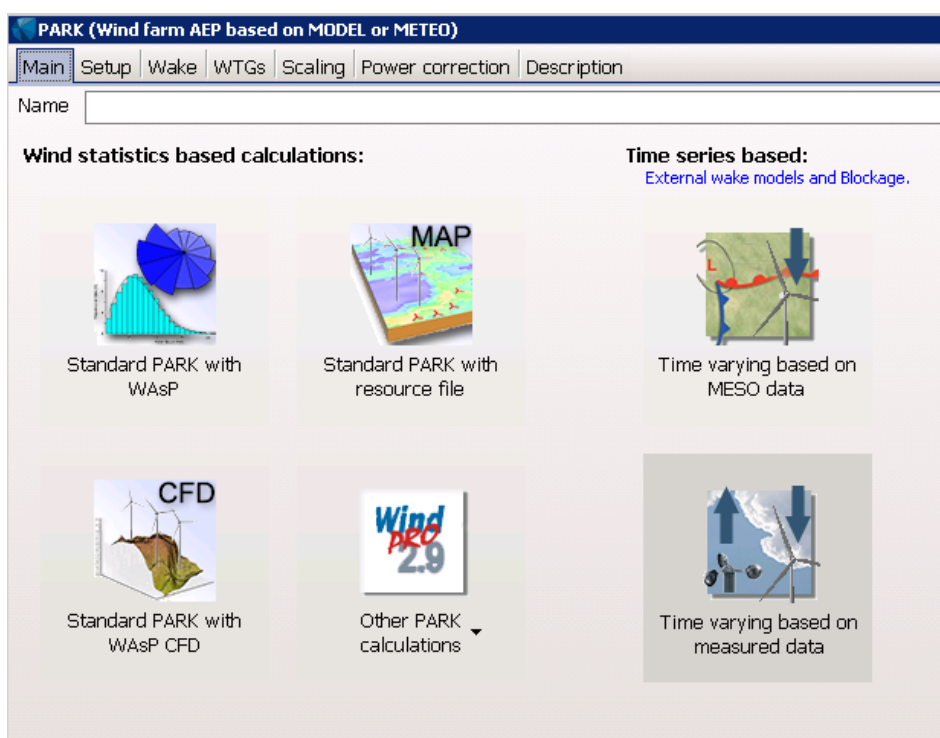 PARK (Wind farm AEP based on MODEL or METEO)
Main Setup Wake WTGs Scaling Power correction Description
Name
Wind statistics based calculations:
Time series based:
External wake models and Blockage.
Standard PARK with
WAsP
MAP
Standard PARK with
resource file
L
Time varying based on
MESO data
CFD
Standard PARK with
WAsP CFD
Wind
PRO
2.9
Other PARK
calculations
Time varying based on
measured data